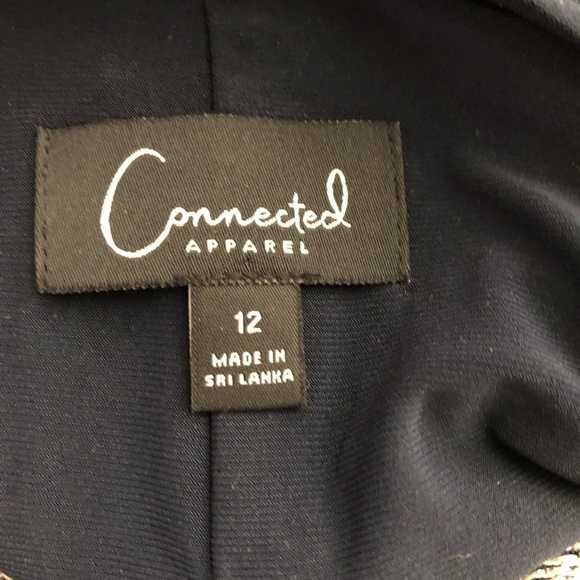 Connected
APPAREL
12
MADE IN
SRI LANKA